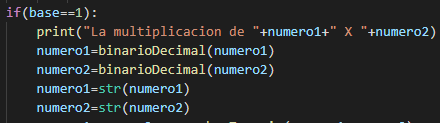 if(base==1):
print("La multiplicacion de "+numero1+" X "+numero2)
numero1=binarioDecimal(numero1)
numero2=binarioDecimal(numero2)
numero1=str(numero1)
numero2=str(numero2)